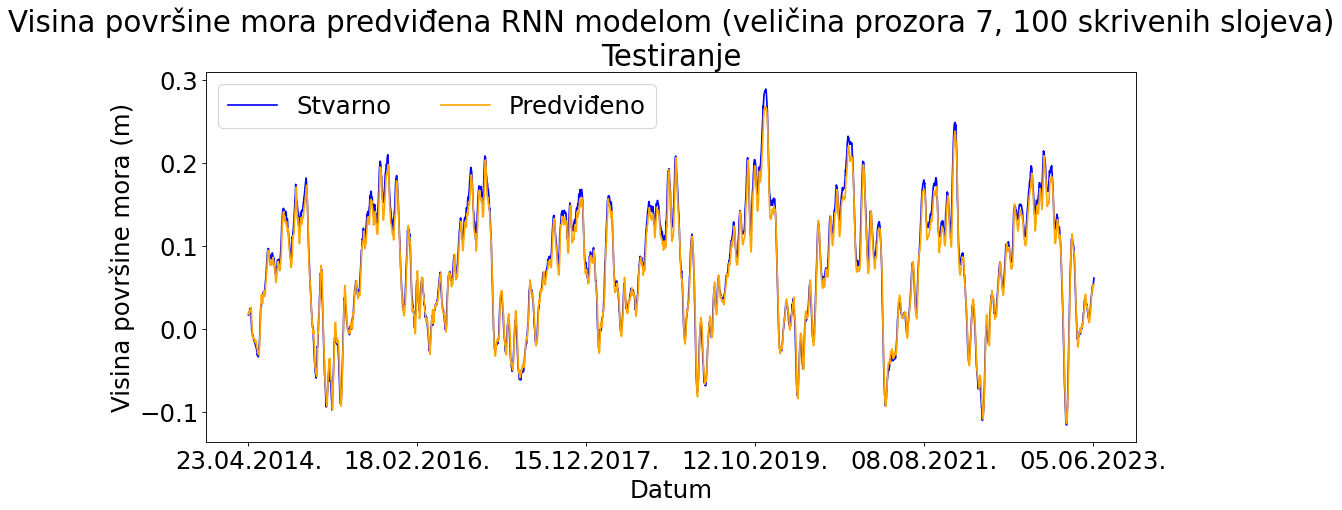 Visina površine mora predviđena RNN modelom (veličina prozora 7, 100 skrivenih slojeva)
Testiranje
Stvarno
Predviđeno
Visina površine mora (m)
0.3
0.2
0.1
0.0
−0.1
23.04.2014.
18.02.2016.
15.12.2017.
12.10.2019.
08.08.2021.
05.06.2023.
Datum